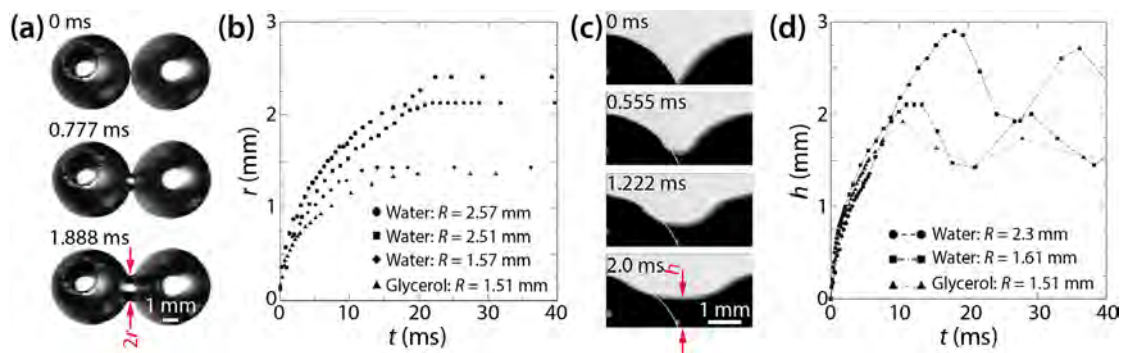 (a)
0 ms
0.777 ms
1.888 ms
2r
1 mm
(b)
r (mm)
3
2
1
0
Water: R = 2.57 mm
Water: R = 2.51 mm
Water: R = 1.57 mm
Glycerol: R = 1.51 mm
0 10 20 30 40
t (ms)
(c)
0 ms
0.555 ms
1.222 ms
2.0 ms
h
1 mm
(d)
h (mm)
3
2
1
0
Water: R = 2.3 mm
Water: R = 1.61 mm
Glycerol: R = 1.51 mm
0 10 20 30 40
t (ms)